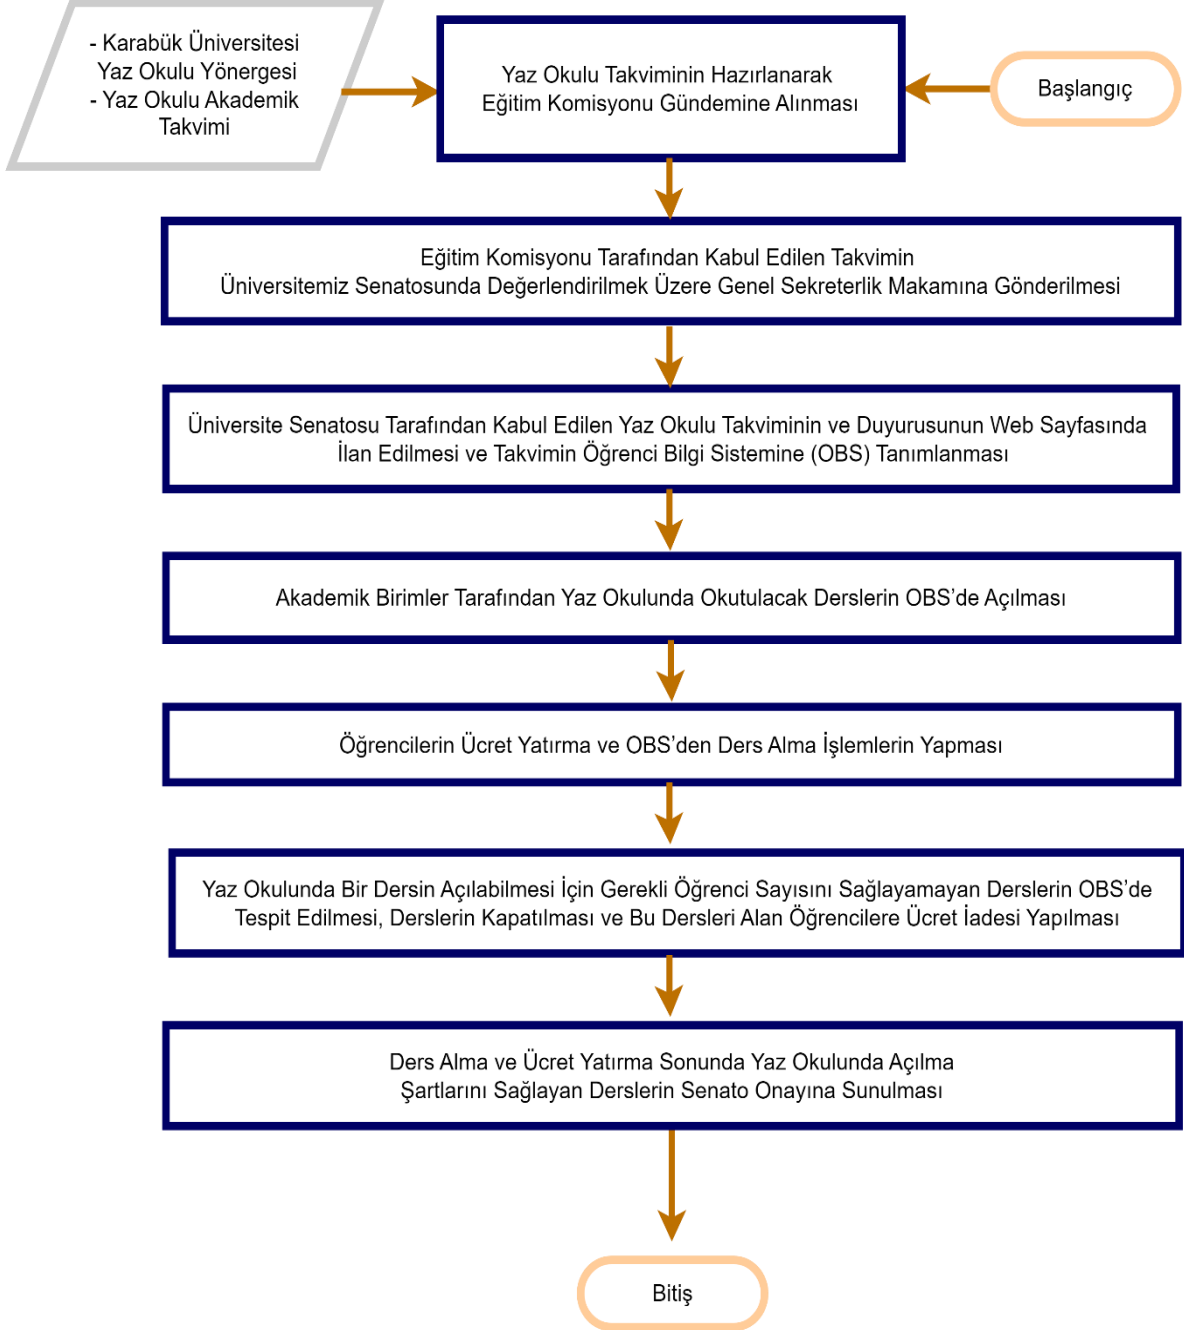 - Karabük Üniversitesi
Yaz Okulu Yönergesi
- Yaz Okulu Akademik
Takvimi
Yaz Okulu Takviminin Hazırlanarak
Eğitim Komisyonu Gündemine Alınması
Başlangıç
Eğitim Komisyonu Tarafından Kabul Edilen Takvimin
Üniversitemiz Senatosunda Değerlendirilmek Üzere Genel Sekreterlik Makamına Gönderilmesi
Üniversite Senatosu Tarafından Kabul Edilen Yaz Okulu Takviminin ve Duyurusunun Web Sayfasında
İlan Edilmesi ve Takvimin Öğrenci Bilgi Sistemine (OBS) Tanımlanması
Akademik Birimler Tarafından Yaz Okulunda Okutulacak Derslerin OBS’de Açılması
Öğrencilerin Ücret Yatırma ve OBS’den Ders Alma İşlemlerin Yapması
Yaz Okulunda Bir Dersin Açılabilmesi İçin Gerekli Öğrenci Sayısını Sağlayamayan Derslerin OBS’de
Tespit Edilmesi, Derslerin Kapatılması ve Bu Dersleri Alan Öğrencilere Ücret İadesi Yapılması
Ders Alma ve Ücret Yatırma Sonunda Yaz Okulunda Açılma
Şartlarını Sağlayan Derslerin Senato Onayına Sunulması
Bitiş